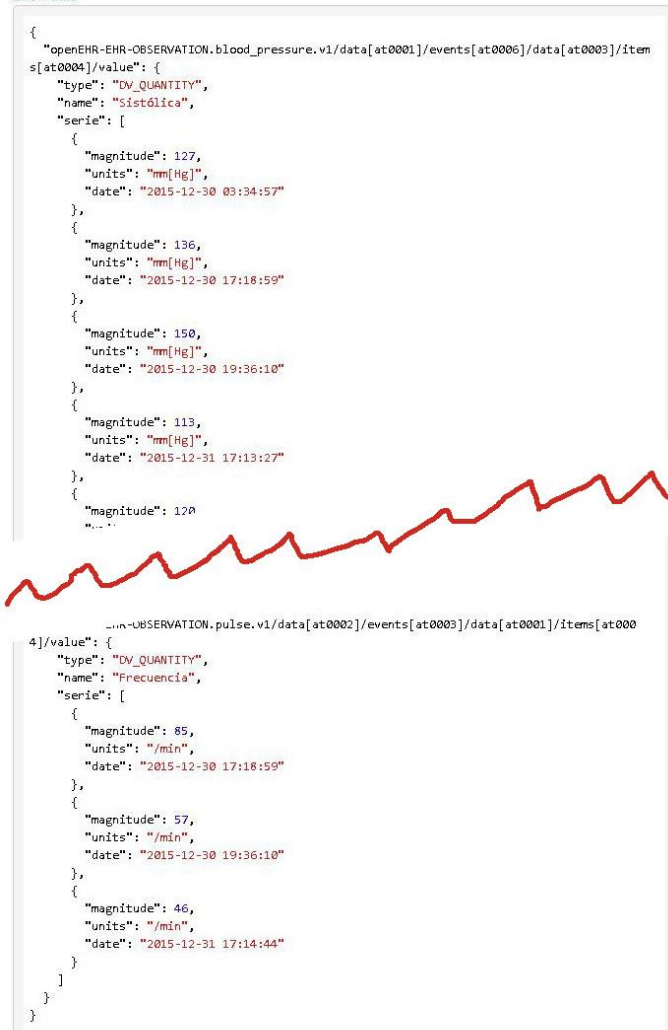 {
"openEHR-EHR-OBSERVATION.blood_pressure.v1/data[at0001]/events[at0006]/data[at0003]/item
s[at0004]/value": {
"type": "DV_QUANTITY",
"name": "Sistólica",
"serie": [
{
"magnitude": 127,
"units": "mm[Hg]",
"date": "2015-12-30 03:34:57"
},
{
"magnitude": 136,
"units": "mm[Hg]",
"date": "2015-12-30 17:18:59"
},
{
"magnitude": 150,
"units": "mm[Hg]",
"date": "2015-12-30 19:36:10"
},
{
"magnitude": 113,
"units": "mm[Hg]",
"date": "2015-12-31 17:13:27"
},
{
"magnitude": 120
-OBSERVATION.pulse.v1/data[at0002]/events[at0003]/data[at0001]/items[at000
4]/value": {
"type": "DV_QUANTITY",
"name": "Frecuencia",
"serie": [
{
"magnitude": 85,
"units": "/min",
"date": "2015-12-30 17:18:59"
},
{
"magnitude": 57,
"units": "/min",
"date": "2015-12-30 19:36:10"
},
{
"magnitude": 46,
"units": "/min",
"date": "2015-12-31 17:14:44"
}
]
}
}